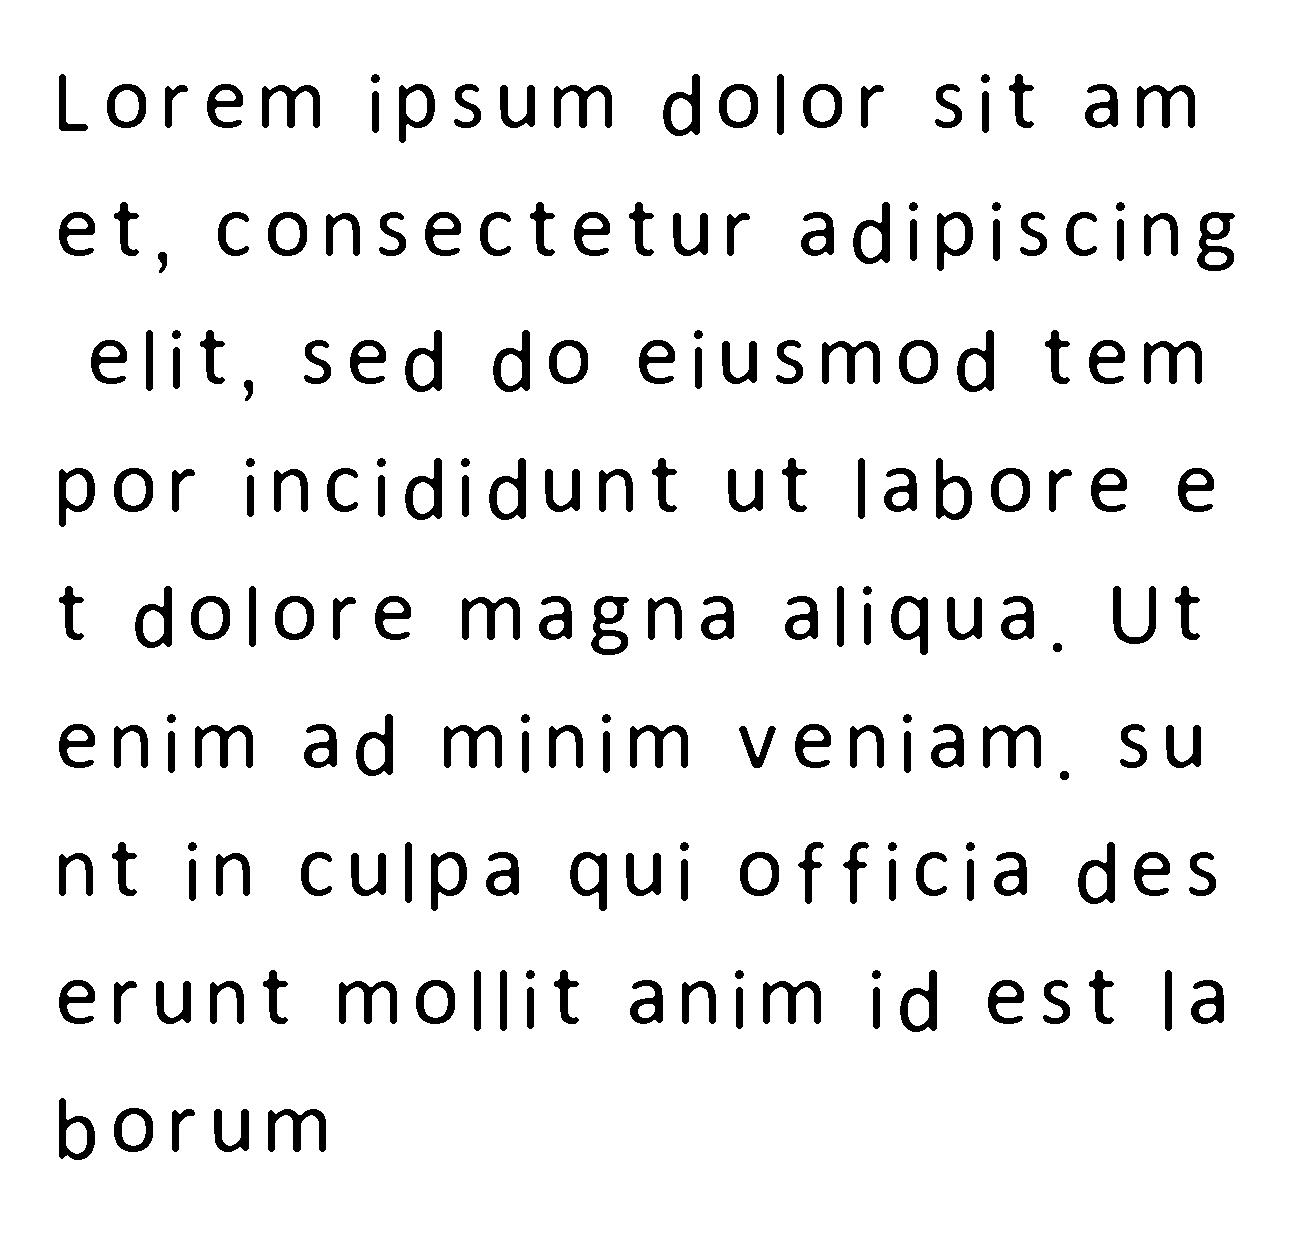 Lorem ipsum dolor sit am
et, consectetur adipiscing
elit, sed do eiusmod tem
por incididunt ut labore e
t dolore magna aliqua. Ut
enim ad minim veniam. su
nt in culpa qui officia des
erunt mollit anim id est la
borum